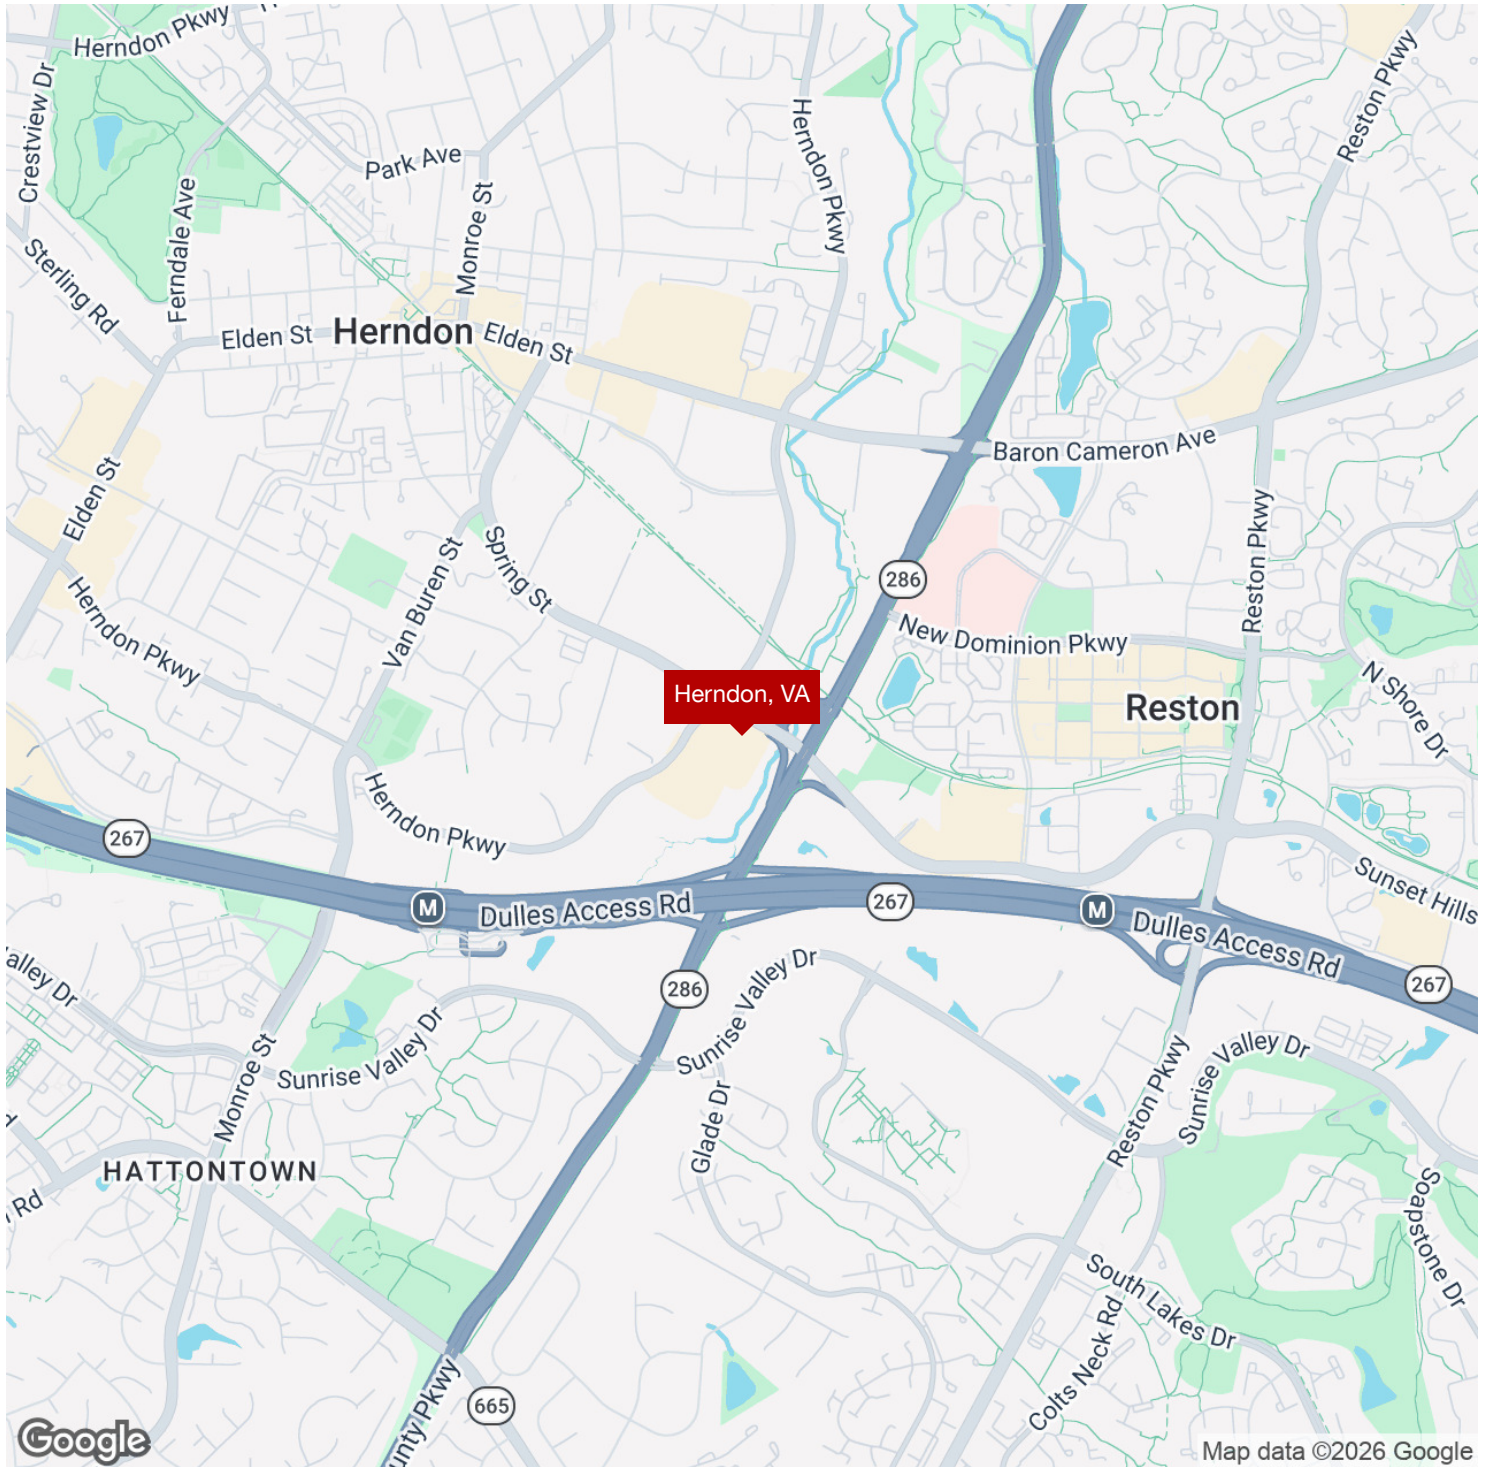 Herndon Pkwy
Crestview Dr
Park Ave
Herndon Pkwy
Reston Pkwy
Ferndale Ave
Monroe St
Sterling Rd
Elden St
Herndon
Elden St
Baron Cameron Ave
Elden St
Reston Pkwy
Spring St
Van Buren St
286
Herndon Pkwy
New Dominion Pkwy
Herndon, VA
Reston
N Shore Dr
Herndon Pkwy
267
Sunset Hills
M
Dulles Access Rd
267
M
Dulles Access Rd
267
alley Dr
286
Sunrise Valley Dr
Sunrise Valley Dr
Monroe St
Sunrise Valley Dr
Glade Dr
Reston Pkwy
HATTONTOWN
Rd
Soapstone Dr
South Lakes Dr
Colts Neck Rd
unty Pkwy
665
Google
Map data ©2026 Google